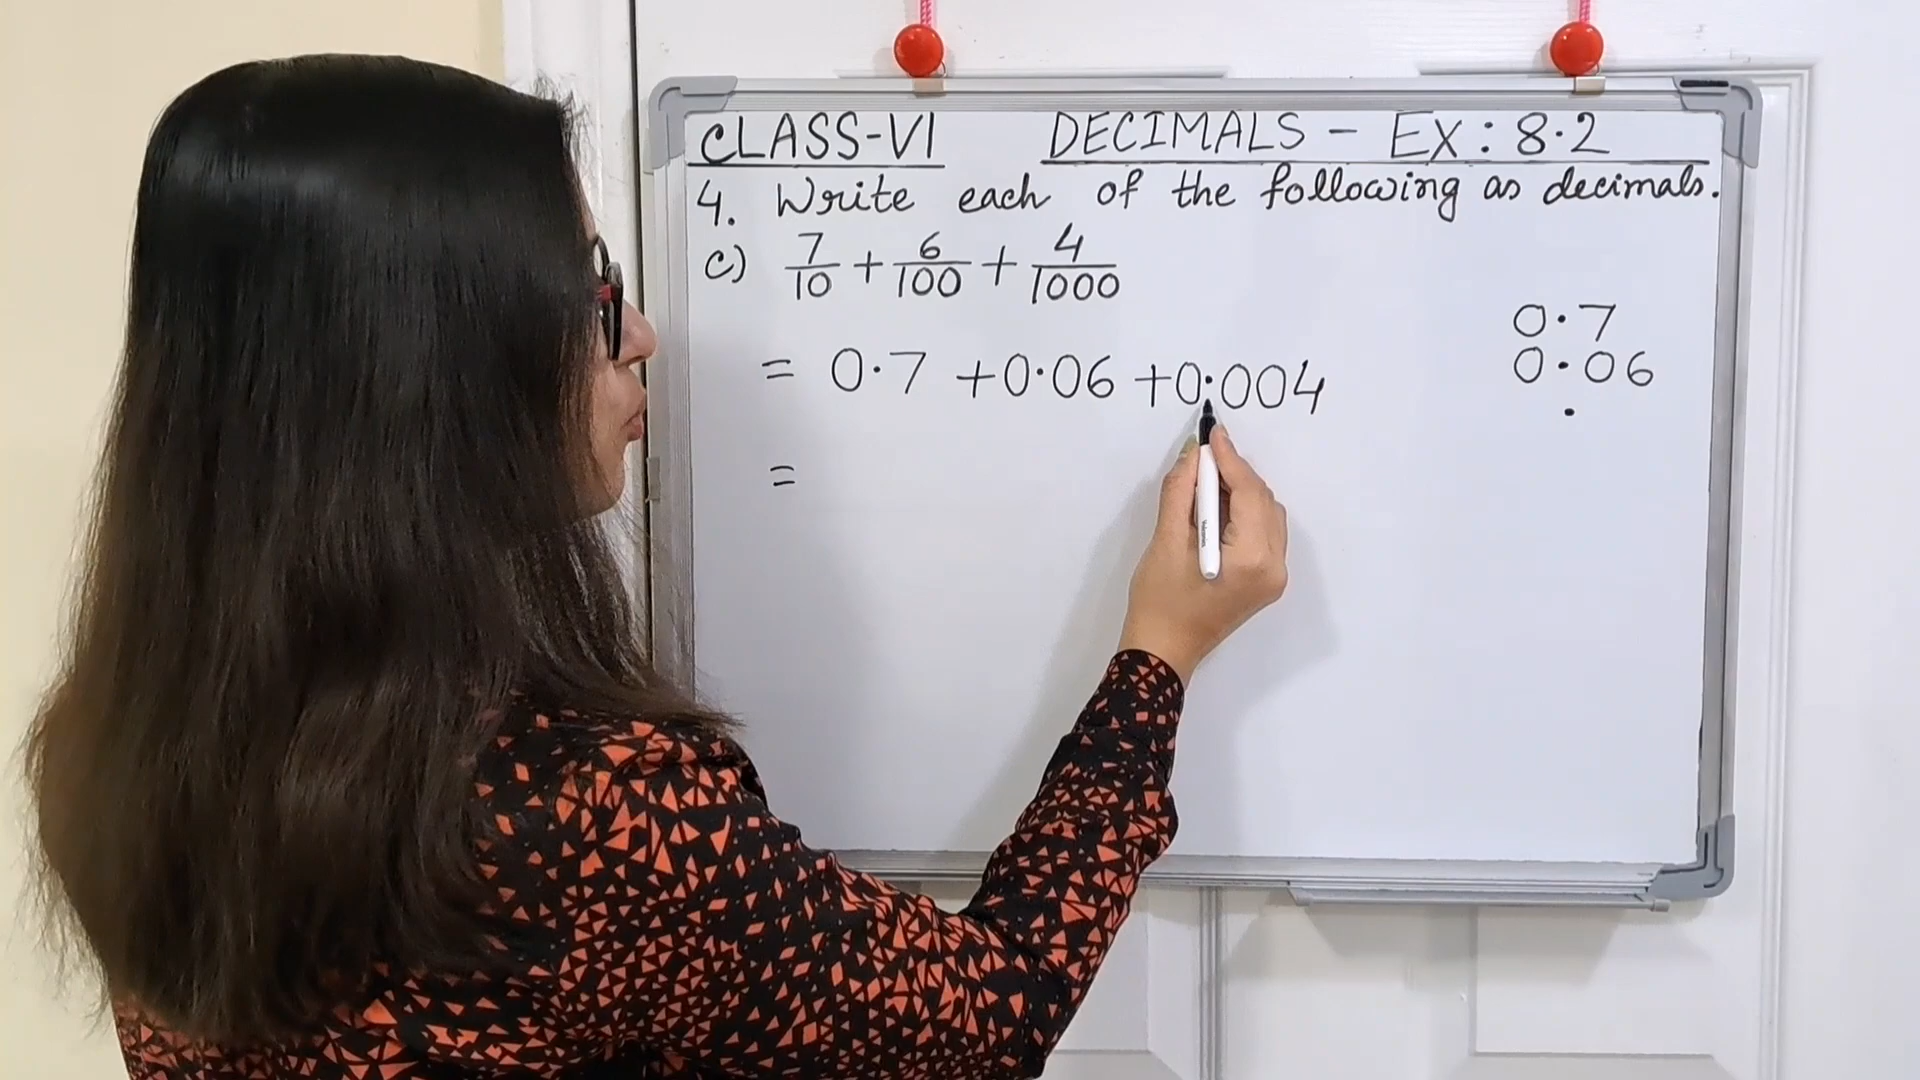 CLASS-VI DECIMALS - EX: 8.2
4. Write each of the following as decimals.
c) 7/10 + 6/100 + 4/1000
= 0.7 + 0.06 + 0.004
=
0.7
0.06
.